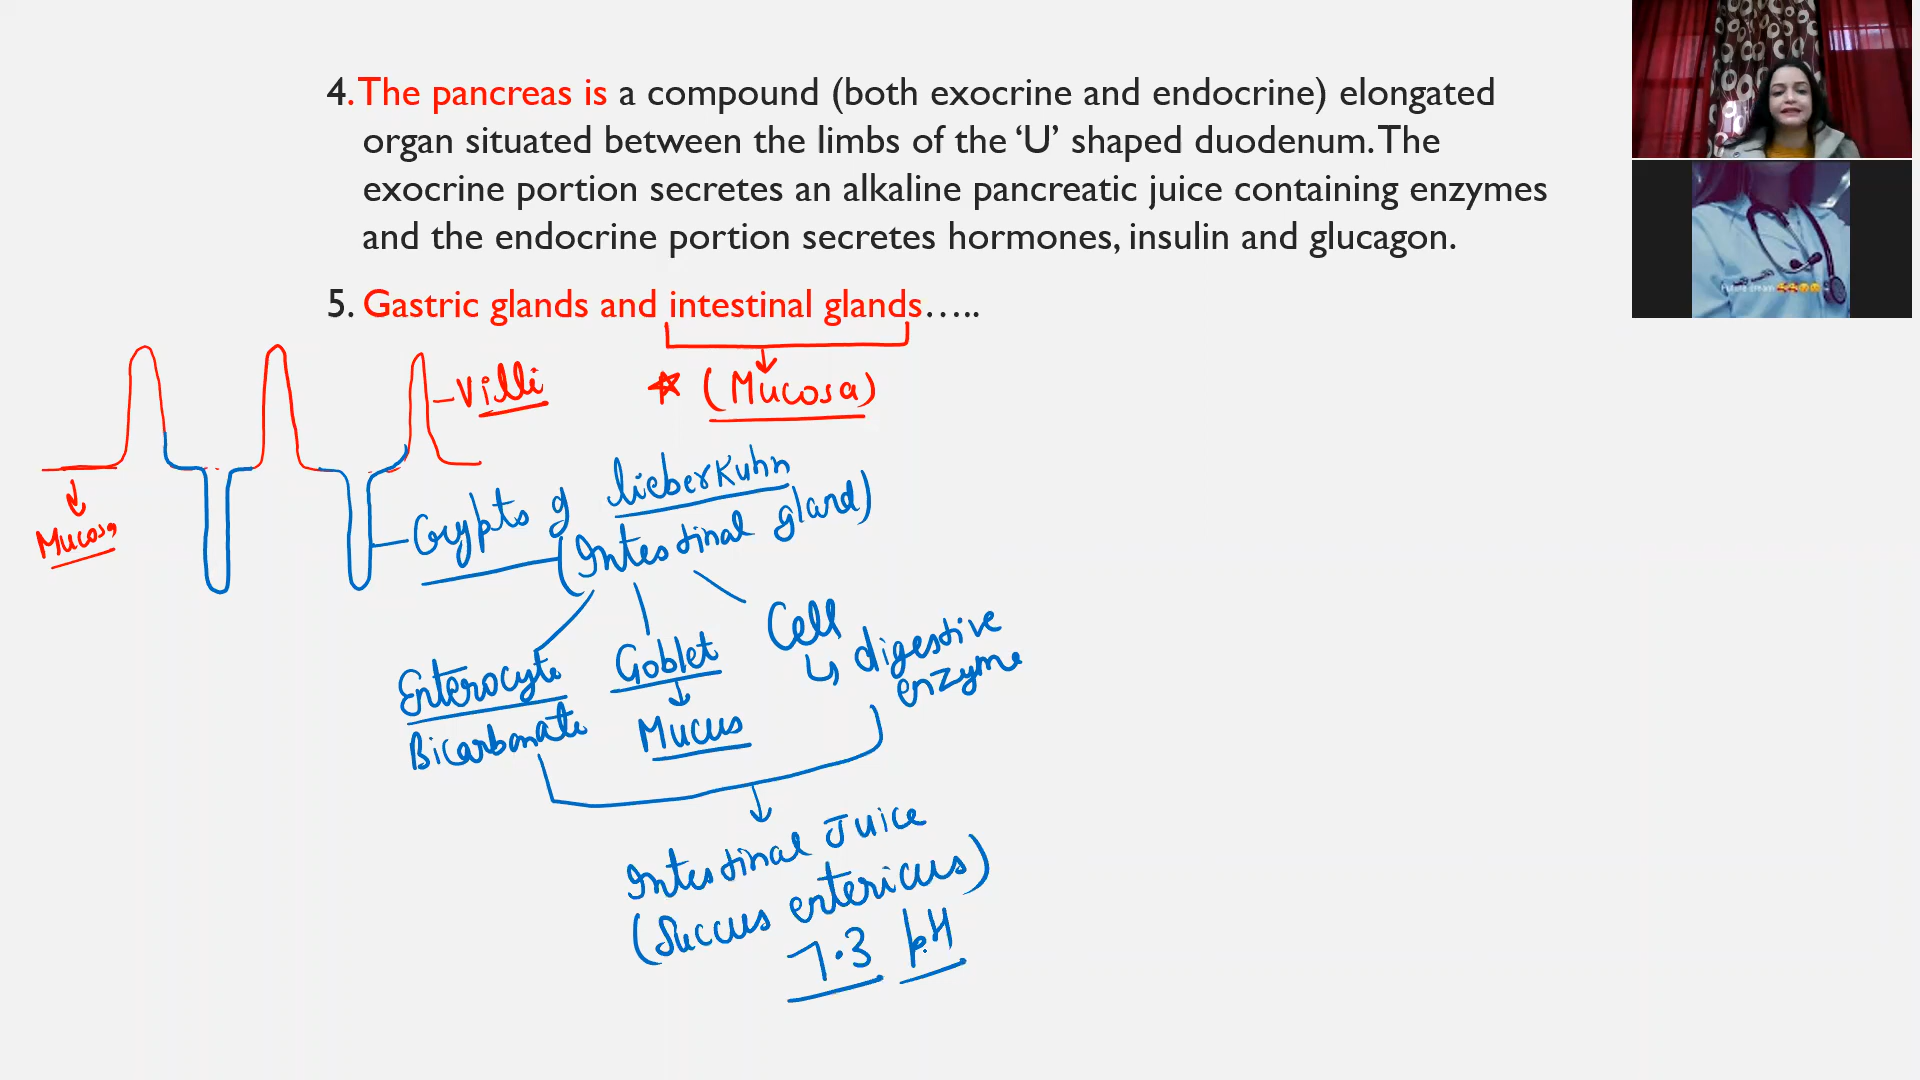 4. The pancreas is a compound (both exocrine and endocrine) elongated
organ situated between the limbs of the ‘U’ shaped duodenum. The
exocrine portion secretes an alkaline pancreatic juice containing enzymes
and the endocrine portion secretes hormones, insulin and glucagon.
5. Gastric glands and intestinal glands…..
Villi
(Mucosa)
Mucosa
Crypts of lieberkuhn
(Intestinal gland)
Enterocyte
Bicarbonate
Goblet
Mucus
Cell
digestive
enzyme
Intestinal Juice
(Succus entericus)
7.3 pH